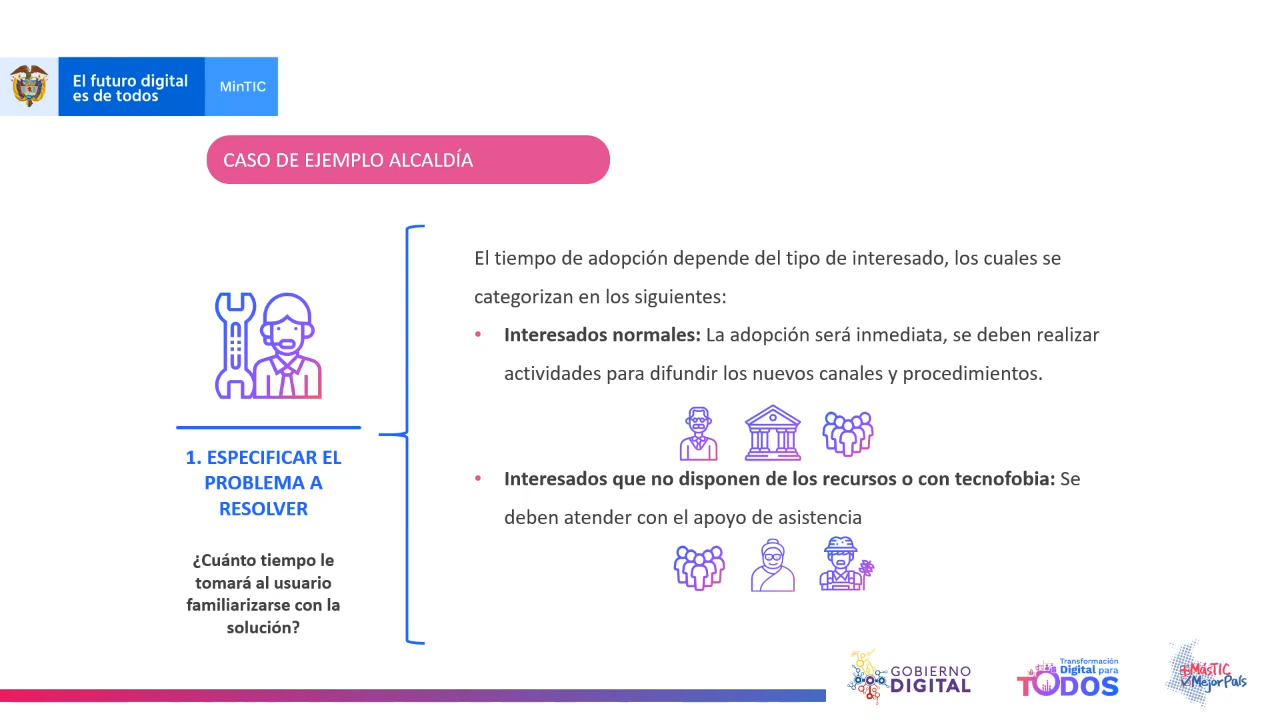 El futuro digital
es de todos
MinTIC
CASO DE EJEMPLO ALCALDÍA
El tiempo de adopción depende del tipo de interesado, los cuales se
categorizan en los siguientes:
• Interesados normales: La adopción será inmediata, se deben realizar
actividades para difundir los nuevos canales y procedimientos.
• Interesados que no disponen de los recursos o con tecnofobia: Se
deben atender con el apoyo de asistencia
1. ESPECIFICAR EL
PROBLEMA A
RESOLVER
¿Cuánto tiempo le
tomará al usuario
familiarizarse con la
solución?
GOBIERNO
DIGITAL
Transformación
Digital para
TODOS
+MásTIC
MejorPaís